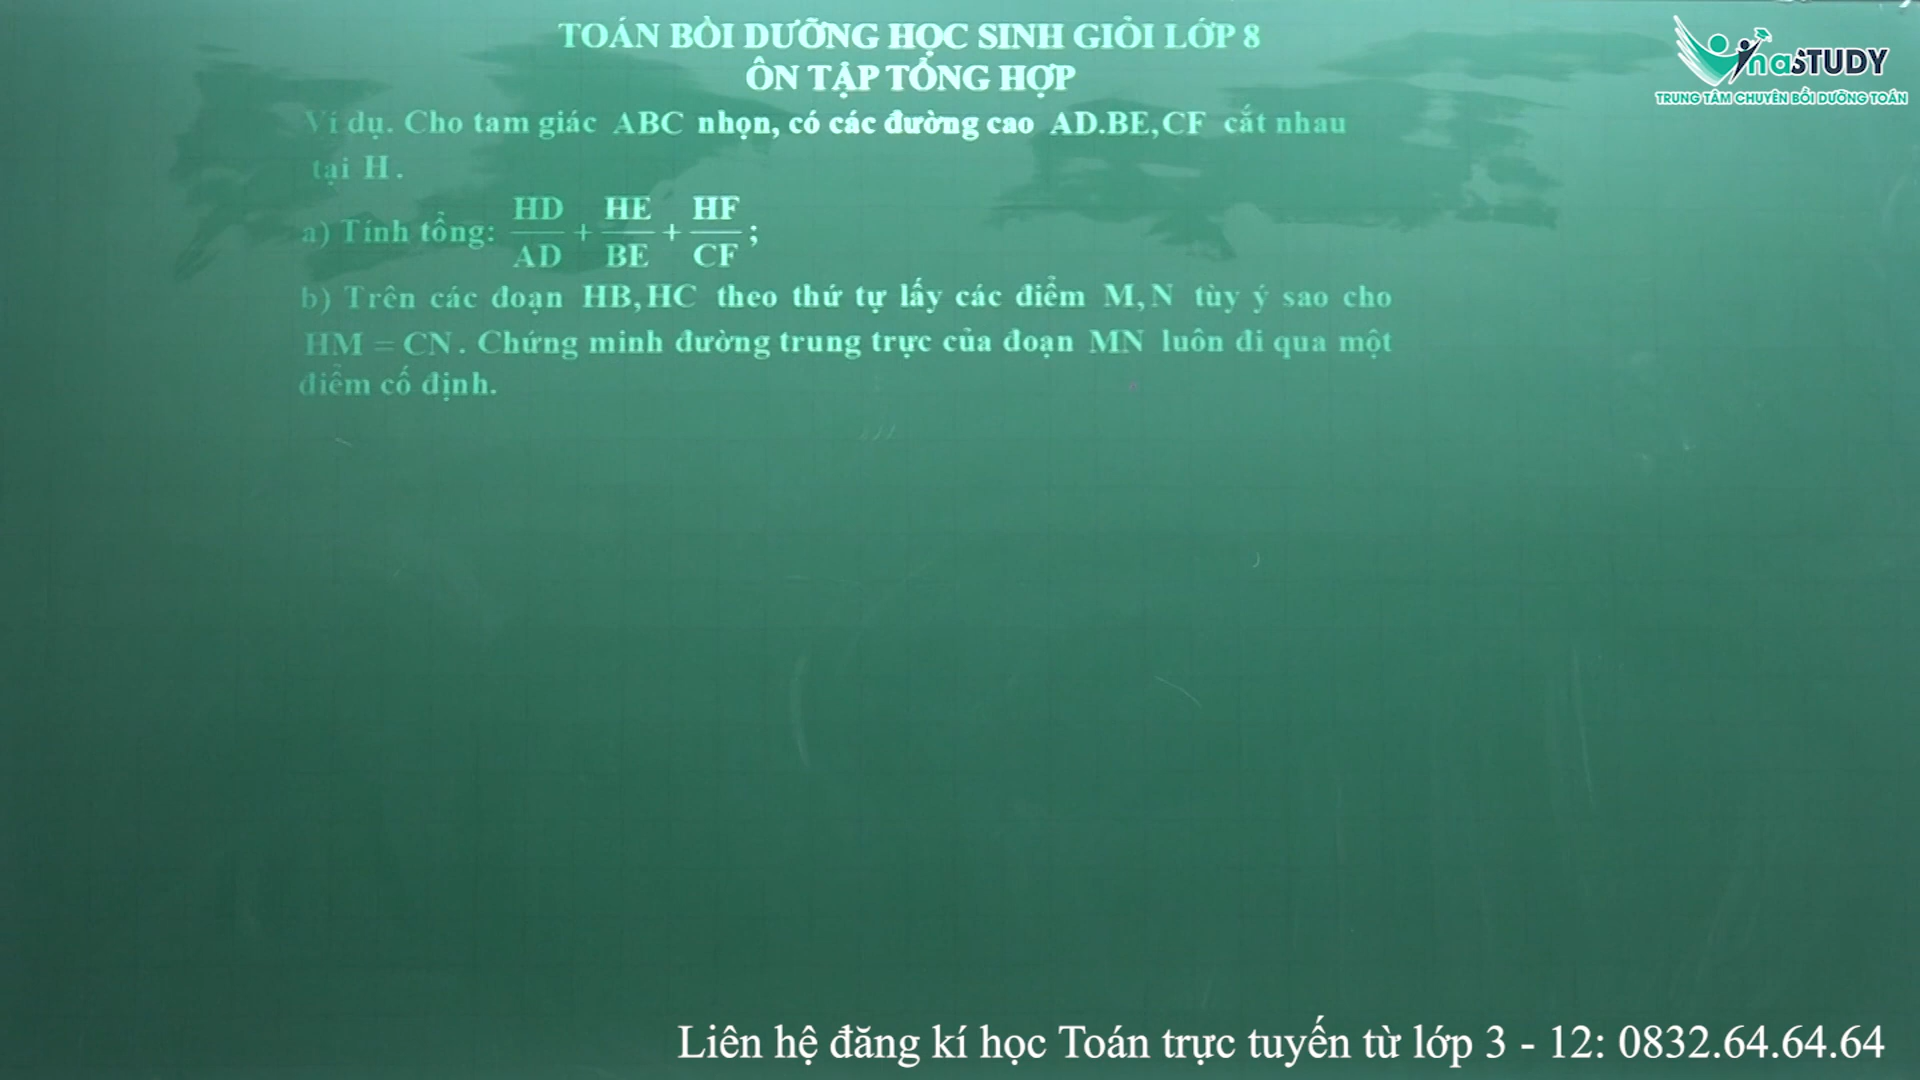 TOÁN BỒI DƯỠNG HỌC SINH GIỎI LỚP 8
ÔN TẬP TỔNG HỢP
VinaSTUDY
TRUNG TÂM CHUYÊN BỒI DƯỠNG TOÁN
Ví dụ. Cho tam giác ABC nhọn, có các đường cao AD.BE,CF cắt nhau
tại H.
a) Tính tổng: HD/AD + HE/BE + HF/CF;
b) Trên các đoạn HB,HC theo thứ tự lấy các điểm M,N tùy ý sao cho
HM = CN. Chứng minh đường trung trực của đoạn MN luôn đi qua một
điểm cố định.
Liên hệ đăng kí học Toán trực tuyến từ lớp 3 - 12: 0832.64.64.64